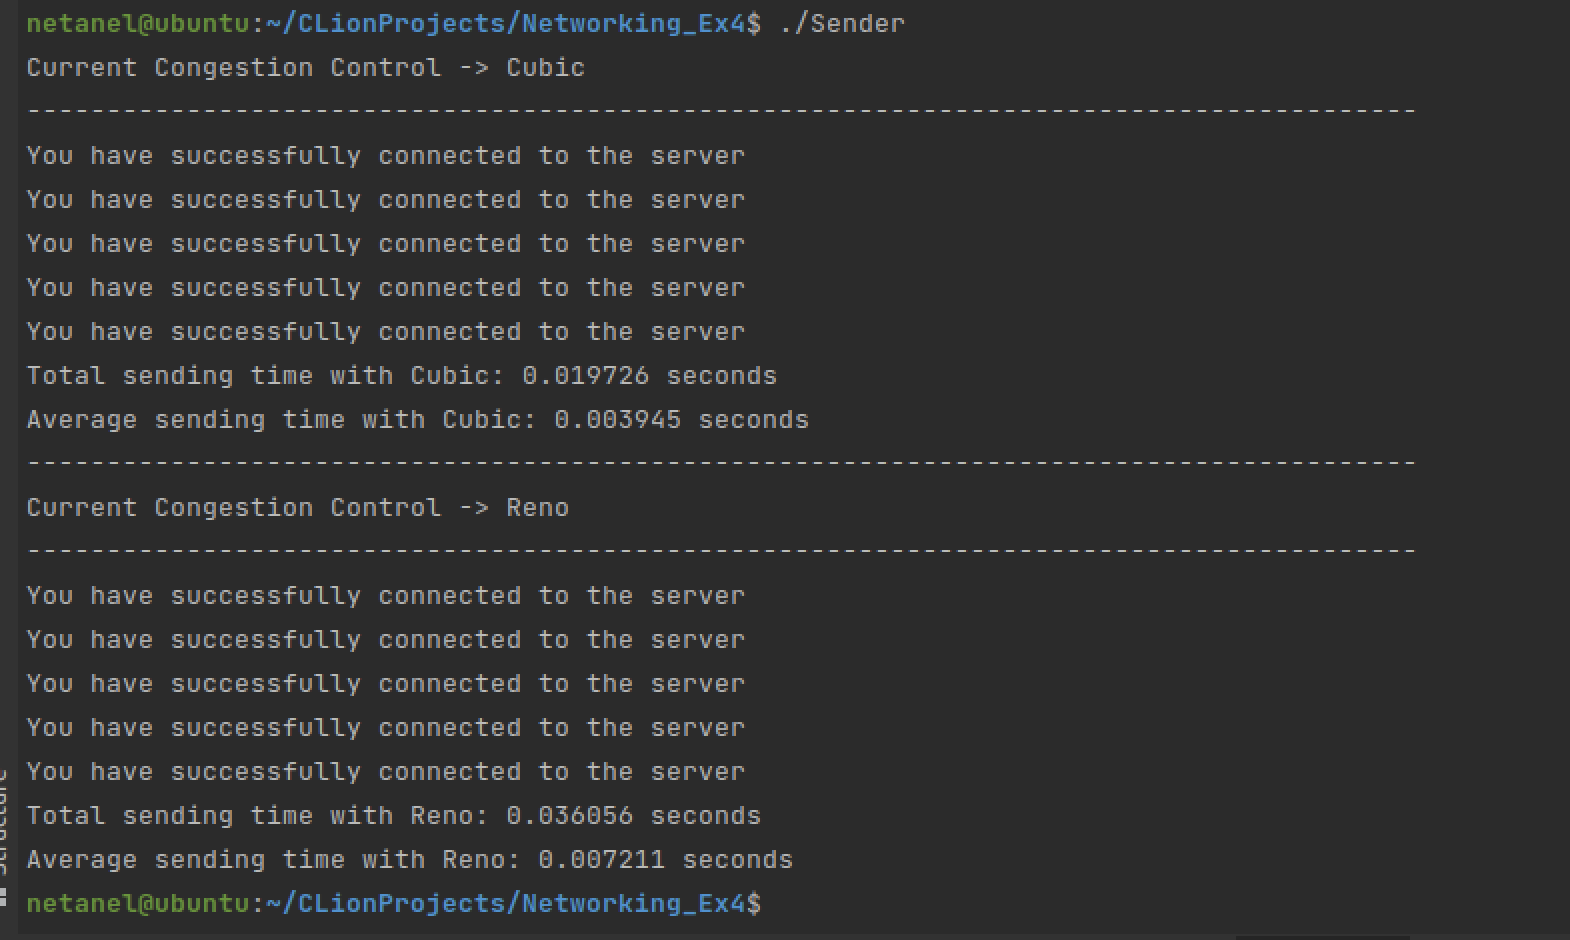 netanel@ubuntu:~/CLionProjects/Networking_Ex4$ ./Sender
Current Congestion Control -> Cubic
---------------------------------------------------------------------------------------
You have successfully connected to the server
You have successfully connected to the server
You have successfully connected to the server
You have successfully connected to the server
You have successfully connected to the server
Total sending time with Cubic: 0.019726 seconds
Average sending time with Cubic: 0.003945 seconds
---------------------------------------------------------------------------------------
Current Congestion Control -> Reno
---------------------------------------------------------------------------------------
You have successfully connected to the server
You have successfully connected to the server
You have successfully connected to the server
You have successfully connected to the server
You have successfully connected to the server
Total sending time with Reno: 0.036056 seconds
Average sending time with Reno: 0.007211 seconds
netanel@ubuntu:~/CLionProjects/Networking_Ex4$
Structure